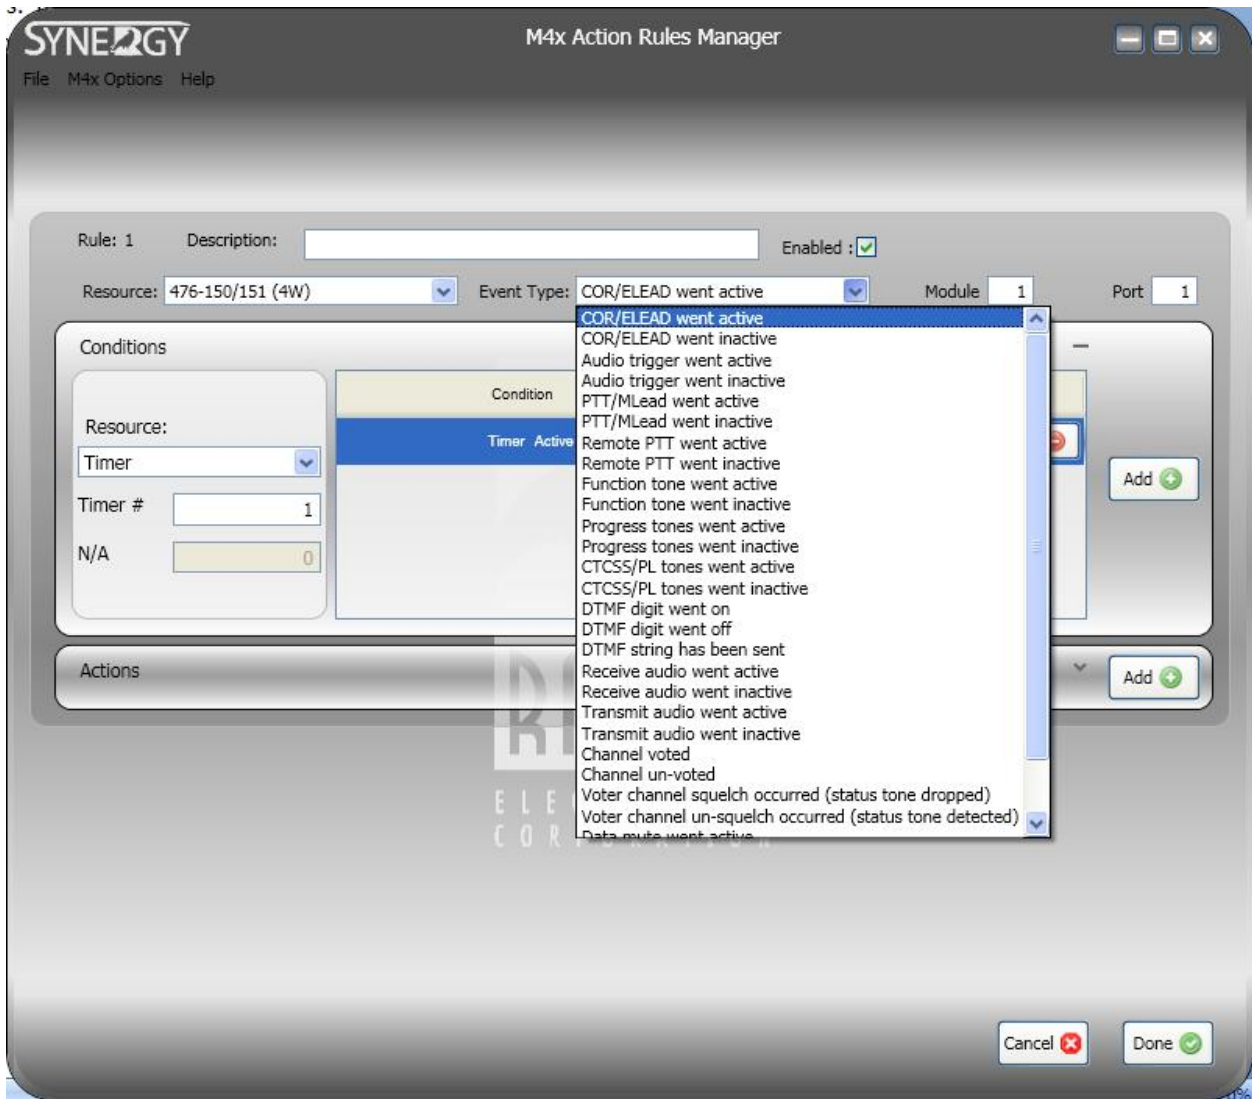 SYNERGY
M4x Action Rules Manager
File M4x Options Help
Rule: 1 Description: Enabled :
Resource: 476-150/151 (4W) Event Type: COR/ELEAD went active Module 1 Port 1
COR/ELEAD went active
COR/ELEAD went inactive
Audio trigger went active
Audio trigger went inactive
PTT/MLead went active
PTT/MLead went inactive
Remote PTT went active
Remote PTT went inactive
Function tone went active
Function tone went inactive
Progress tones went active
Progress tones went inactive
CTCSS/PL tones went active
CTCSS/PL tones went inactive
DTMF digit went on
DTMF digit went off
DTMF string has been sent
Receive audio went active
Receive audio went inactive
Transmit audio went active
Transmit audio went inactive
Channel voted
Channel un-voted
Voter channel squelch occurred (status tone dropped)
Voter channel un-squelch occurred (status tone detected)
Data mute went active
Conditions
Condition
Resource:
Timer Active
Timer
Add
Timer # 1
N/A 0
Actions
Add
Cancel Done